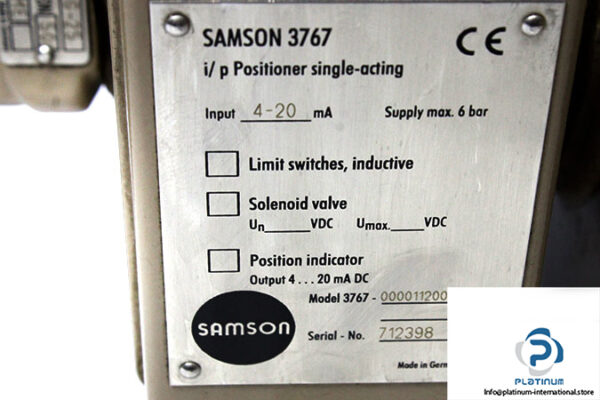 SAMSON 3767
CE
i/ p Positioner single-acting
Input 4-20 mA Supply max. 6 bar
Limit switches, inductive
Solenoid valve
Un VDC Umax. VDC
Position indicator
Output 4 . . . 20 mA DC
Model 3767 - 000011200
SAMSON
Serial - No. 712398
Made in Germ
PLATINUM
info@platinum-international.store